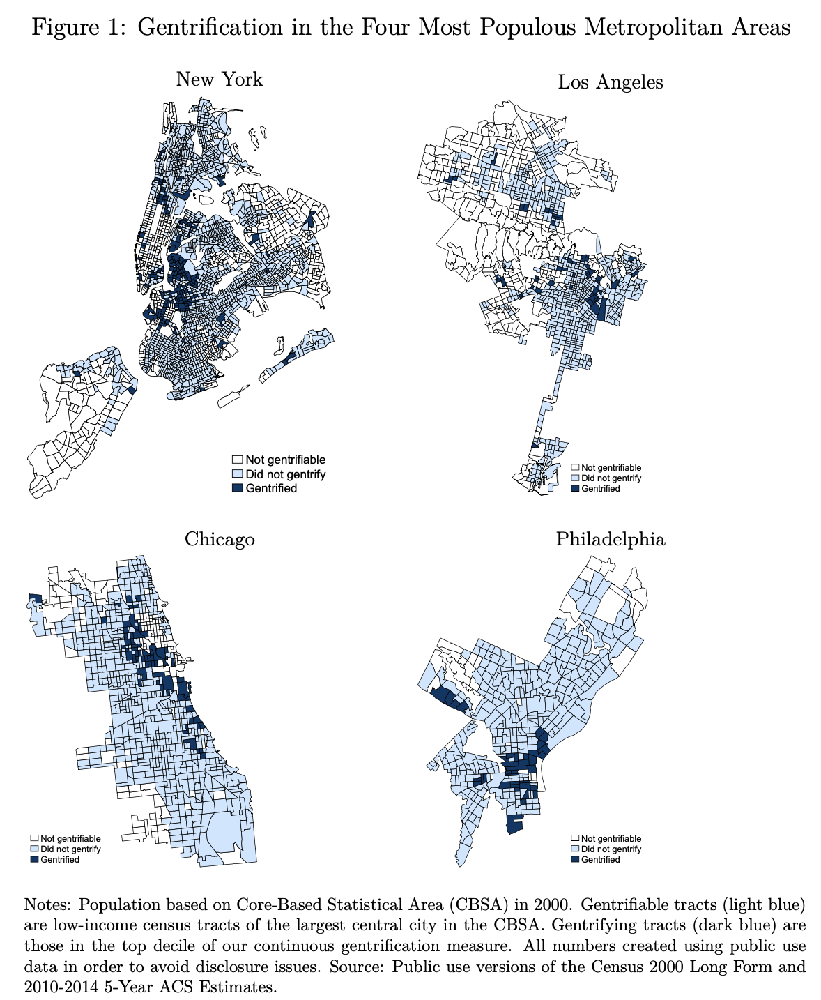 Figure 1: Gentrification in the Four Most Populous Metropolitan Areas
New York
Los Angeles
Not gentrifiable
Did not gentrify
Gentrified
Not gentrifiable
Did not gentrify
Gentrified
Chicago
Philadelphia
Not gentrifiable
Did not gentrify
Gentrified
Not gentrifiable
Did not gentrify
Gentrified
Notes: Population based on Core-Based Statistical Area (CBSA) in 2000. Gentrifiable tracts (light blue)
are low-income census tracts of the largest central city in the CBSA. Gentrifying tracts (dark blue) are
those in the top decile of our continuous gentrification measure. All numbers created using public use
data in order to avoid disclosure issues. Source: Public use versions of the Census 2000 Long Form and
2010-2014 5-Year ACS Estimates.